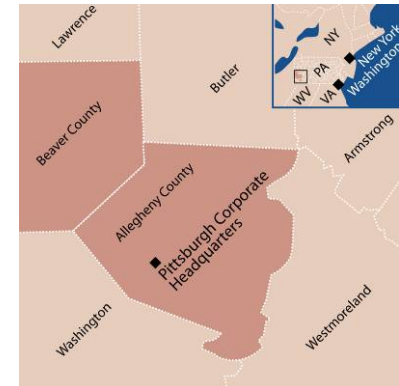 Lawrence
Butler
Beaver County
Armstrong
Allegheny County
Pittsburgh Corporate
Headquarters
Washington
Westmoreland
NY
PA
New York
Washington
WV
VA